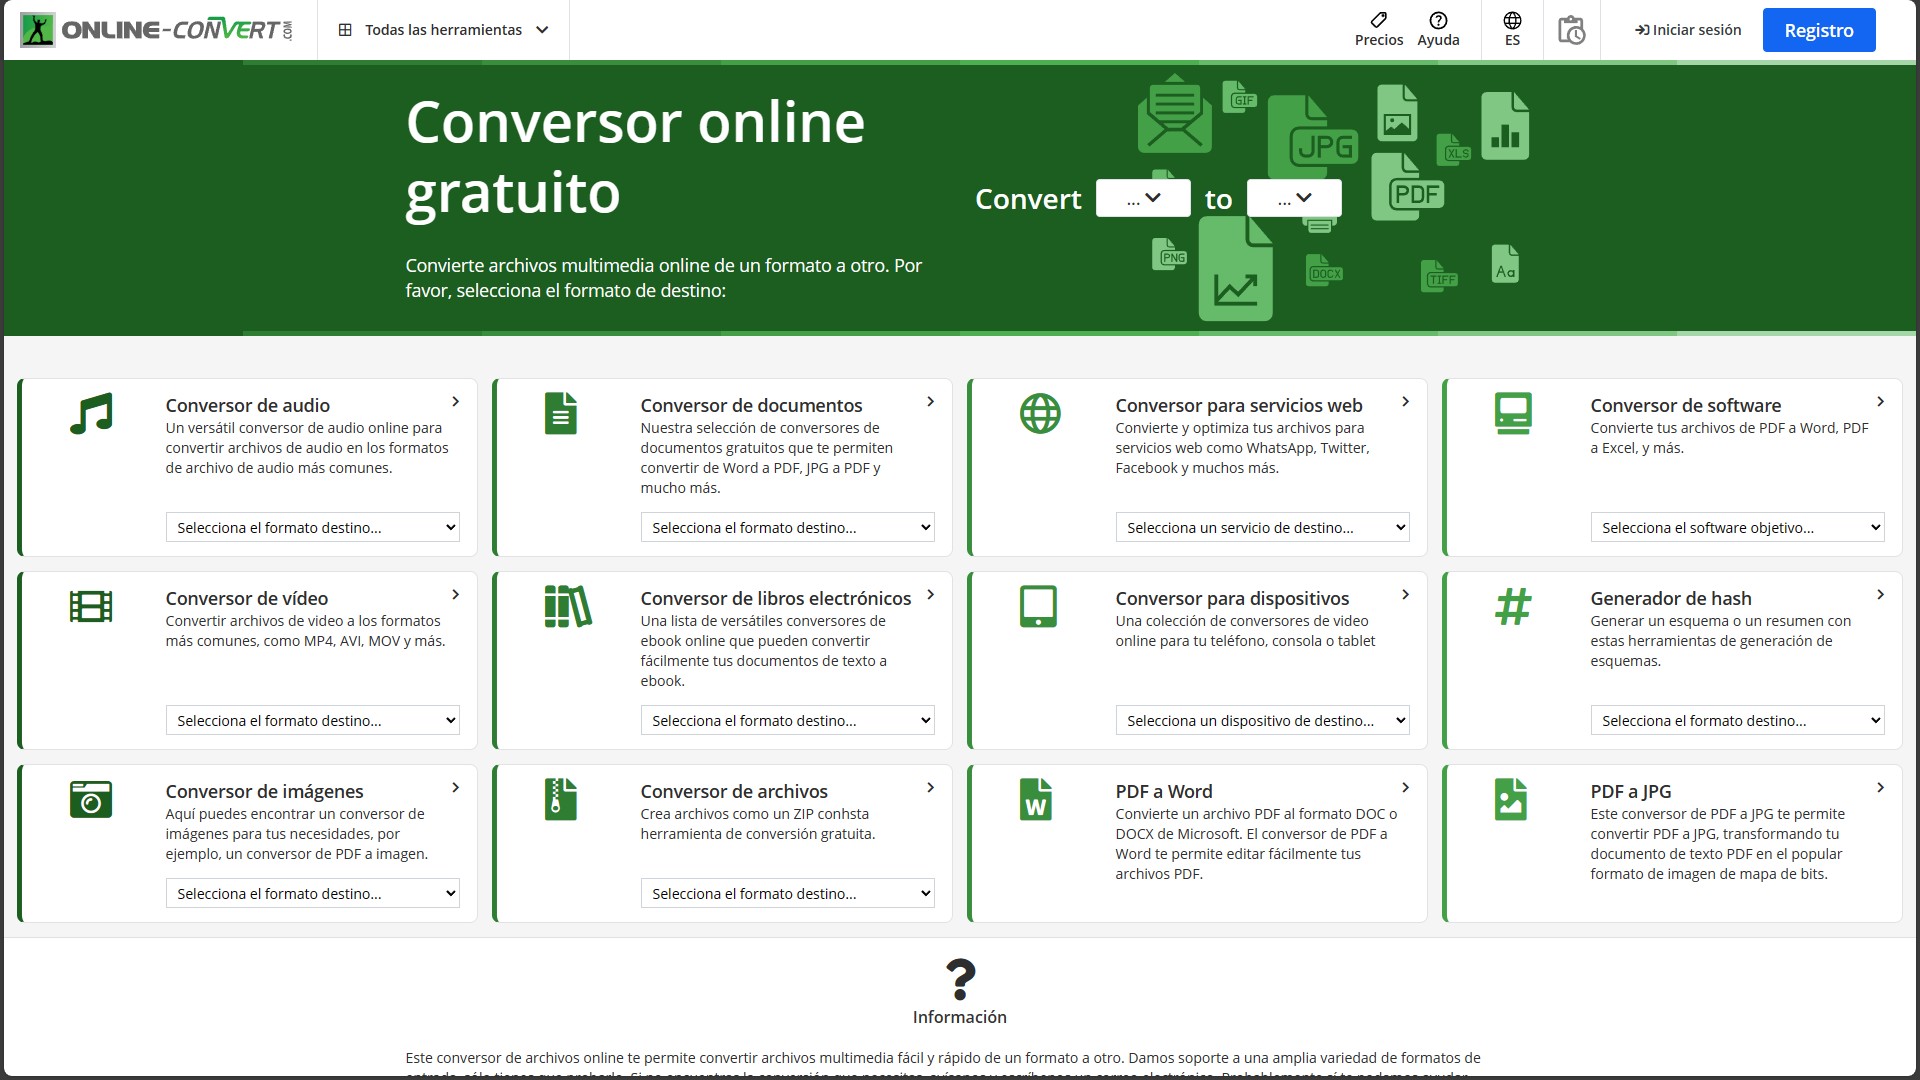 ONLINE-CONVERT.COM
Todas las herramientas
Precios
Ayuda
ES
Iniciar sesión
Registro
Conversor online
gratuito
Convierte archivos multimedia online de un formato a otro. Por
favor, selecciona el formato de destino:
Convert ... to ...
GIF
JPG
XLS
PDF
PNG
DOCX
TIFF
Aa
Conversor de audio
Un versátil conversor de audio online para
convertir archivos de audio en los formatos
de archivo de audio más comunes.
Selecciona el formato destino...
Conversor de documentos
Nuestra selección de conversores de
documentos gratuitos que te permiten
convertir de Word a PDF, JPG a PDF y
mucho más.
Selecciona el formato destino...
Conversor para servicios web
Convierte y optimiza tus archivos para
servicios web como WhatsApp, Twitter,
Facebook y muchos más.
Selecciona un servicio de destino...
Conversor de software
Convierte tus archivos de PDF a Word, PDF
a Excel, y más.
Selecciona el software objetivo...
Conversor de vídeo
Convertir archivos de video a los formatos
más comunes, como MP4, AVI, MOV y más.
Selecciona el formato destino...
Conversor de libros electrónicos
Una lista de versátiles conversores de
ebook online que pueden convertir
fácilmente tus documentos de texto a
ebook.
Selecciona el formato destino...
Conversor para dispositivos
Una colección de conversores de video
online para tu teléfono, consola o tablet
Selecciona un dispositivo de destino...
#
Generador de hash
Generar un esquema o un resumen con
estas herramientas de generación de
esquemas.
Selecciona el formato destino...
Conversor de imágenes
Aquí puedes encontrar un conversor de
imágenes para tus necesidades, por
ejemplo, un conversor de PDF a imagen.
Selecciona el formato destino...
Conversor de archivos
Crea archivos como un ZIP conhsta
herramienta de conversión gratuita.
Selecciona el formato destino...
W
PDF a Word
Convierte un archivo PDF al formato DOC o
DOCX de Microsoft. El conversor de PDF a
Word te permite editar fácilmente tus
archivos PDF.
PDF a JPG
Este conversor de PDF a JPG te permite
convertir PDF a JPG, transformando tu
documento de texto PDF en el popular
formato de imagen de mapa de bits.
?
Información
Este conversor de archivos online te permite convertir archivos multimedia fácil y rápido de un formato a otro. Damos soporte a una amplia variedad de formatos de